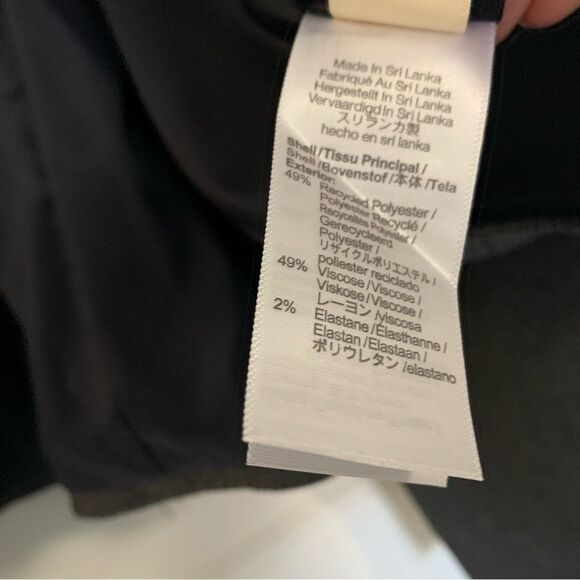 Made In Sri Lanka
Fabriqué Au Sri Lanka
Hergestellt In Sri Lanka
Vervaardigd In Sri Lanka
スリランカ製
hecho en sri lanka
Shell/Tissu Principal/
Shell/Bovenstof/本体/Tela
Exterior:
49% Recycled Polyester/
Polyester Recyclé/
Recyceltes Polyester/
Gerecycleerd
Polyester/
リサイクルポリエステル/
poliester reciclado
49% Viscose/Viscose/
Viskose/Viscose/
レーヨン/viscosa
2% Elastane/Élasthanne/
Elastan/Elastaan/
ポリウレタン/elastano